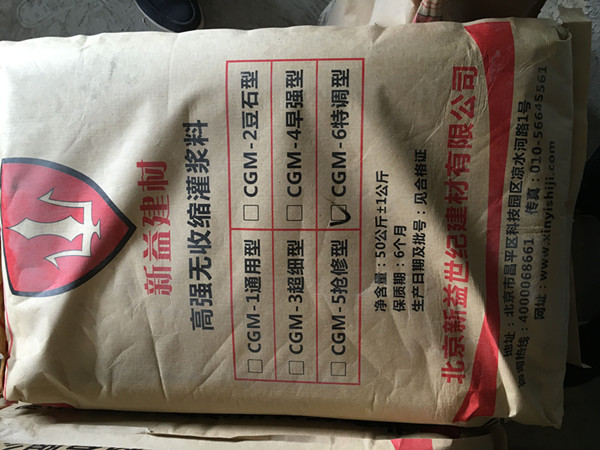 新益建材
高强无收缩灌浆料
CGM-1通用型 CGM-2豆石型
CGM-3超细型 CGM-4早强型
CGM-5抢修型 CGM-6特调型
净含量：50公斤±1公斤
保质期：6个月
生产日期及批号：见合格证
北京新益世纪建材有限公司
地址：北京市昌平区科技园区凉水河路1号
热线：4000068661 传真：010-56645561
网址：www.xinyishiji.com